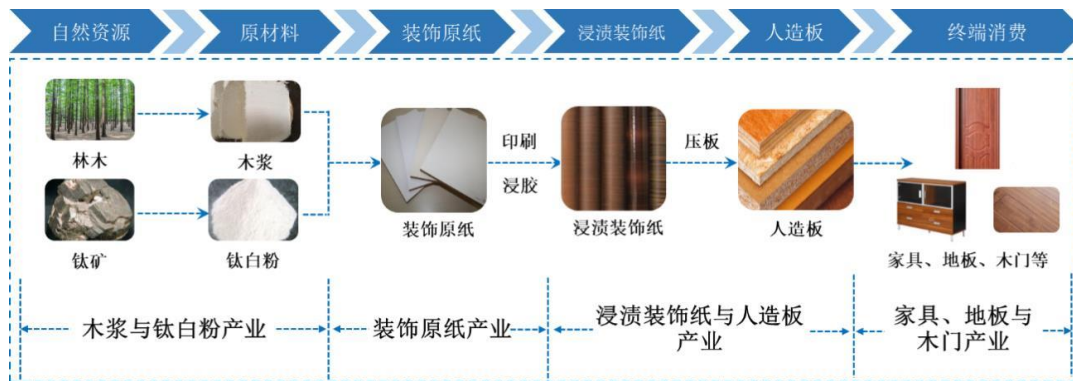 自然资源
原材料
装饰原纸
浸渍装饰纸
人造板
终端消费
林木
木浆
钛矿
钛白粉
装饰原纸
印刷
浸胶
浸渍装饰纸
压板
人造板
家具、地板、木门等
木浆与钛白粉产业
装饰原纸产业
浸渍装饰纸与人造板
产业
家具、地板与
木门产业